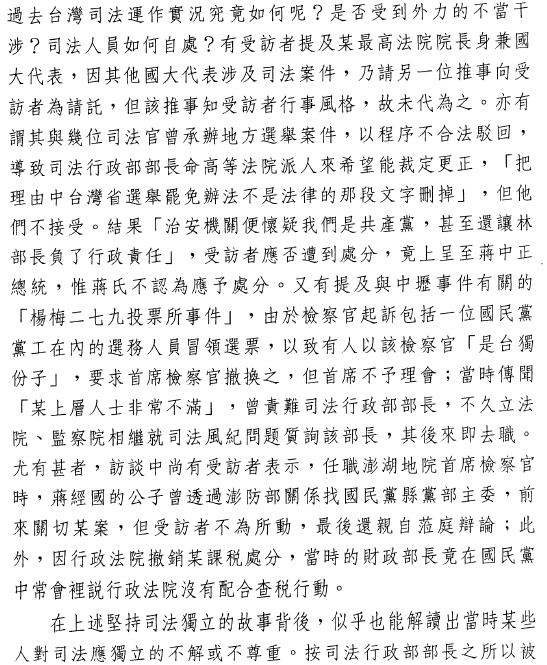 過去台灣司法運作實況究竟如何呢？是否受到外力的不當干
涉？司法人員如何自處？有受訪者提及某最高法院院長身兼國
大代表，因其他國大代表涉及司法案件，乃請另一位推事向受
訪者為請託，但該推事知受訪者行事風格，故未代為之。亦有
謂其與幾位司法官曾承辦地方選舉案件，以程序不合法駁回，
導致司法行政部部長命高等法院派人來希望能裁定更正，「把
理由中台灣省選舉罷免辦法不是法律的那段文字刪掉」，但他
們不接受。結果「治安機關便懷疑我們是共產黨，甚至還讓林
部長負了行政責任」，受訪者應否遭到處分，竟上呈至蔣中正
總統，惟蔣氏不認為應予處分。又有提及與中壢事件有關的
「楊梅二七九投票所事件」，由於檢察官起訴包括一位國民黨
黨工在內的選務人員冒領選票，以致有人以該檢察官「是台獨
份子」，要求首席檢察官撤換之，但首席不予理會；當時傳聞
「某上層人士非常不滿」，曾責難司法行政部部長，不久立法
院、監察院相繼就司法風紀問題質詢該部長，其後來即去職。
尤有甚者，訪談中尚有受訪者表示，任職澎湖地院首席檢察官
時，蔣經國的公子曾透過澎防部關係找國民黨縣黨部主委，前
來關切某案，但受訪者不為所動，最後還親自蒞庭辯論；此
外，因行政法院撤銷某課稅處分，當時的財政部長竟在國民黨
中常會裡說行政法院沒有配合查稅行動。
在上述堅持司法獨立的故事背後，似乎也能解讀出當時某些
人對司法應獨立的不解或不尊重。按司法行政部部長之所以被